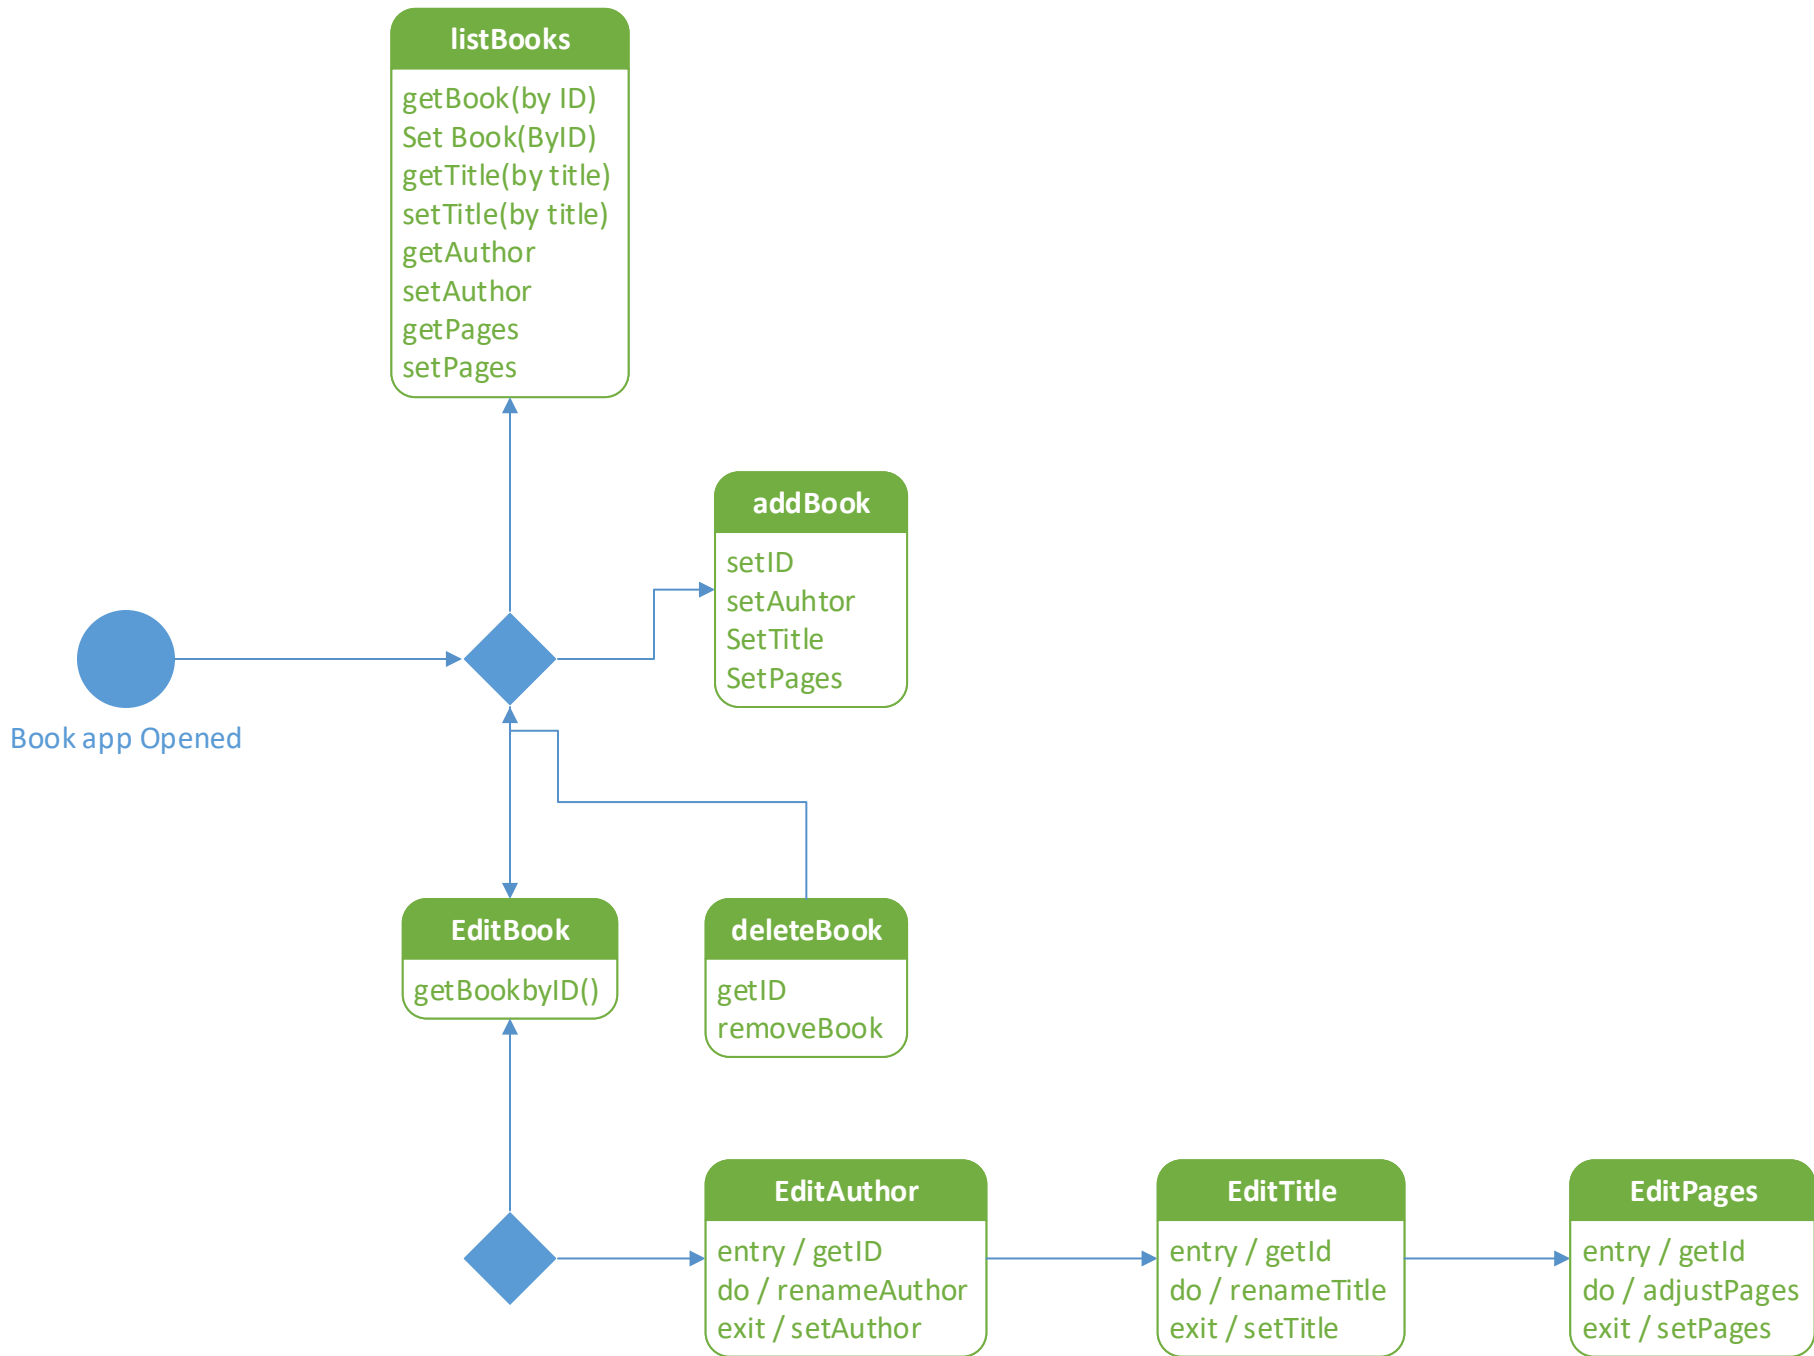 listBooks
getBook(by ID)
Set Book(ByID)
getTitle(by title)
setTitle(by title)
getAuthor
setAuthor
getPages
setPages
addBook
setID
setAuhtor
SetTitle
SetPages
Book app Opened
EditBook
getBookbyID()
deleteBook
getID
removeBook
EditAuthor
entry / getID
do / renameAuthor
exit / setAuthor
EditTitle
entry / getId
do / renameTitle
exit / setTitle
EditPages
entry / getId
do / adjustPages
exit / setPages